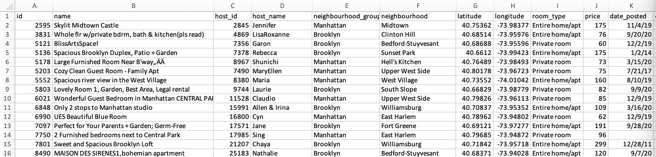 A B C D E F G H I J K
1 id name host_id host_name neighbourhood_group neighbourhood latitude longitude room_type price date_posted
2 2595 Skylit Midtown Castle 2845 Jennifer Manhattan Midtown 40.75362 -73.98377 Entire home/apt 175 11/4/19
3 3831 Whole flr w/private bdrm, bath & kitchen(pls read) 4869 LisaRoxanne Brooklyn Clinton Hill 40.68514 -73.95976 Entire home/apt 76 9/20/20
4 5121 BlissArtsSpace! 7356 Garon Brooklyn Bedford-Stuyvesant 40.68688 -73.95596 Private room 60 12/2/19
5 5136 Spacious Brooklyn Duplex, Patio + Garden 7378 Rebecca Brooklyn Sunset Park 40.6612 -73.99423 Entire home/apt 175 1/2/14
6 5178 Large Furnished Room Near B'way„ÄÄ 8967 Shunichi Manhattan Hell's Kitchen 40.76489 -73.98493 Private room 73 3/15/20
7 5203 Cozy Clean Guest Room - Family Apt 7490 MaryEllen Manhattan Upper West Side 40.80178 -73.96723 Private room 75 7/21/17
8 5552 Spacious river view in the West Village 8380 Maria Manhattan West Village 40.73552 -74.01042 Entire home/apt 160 8/10/19
9 5803 Lovely Room 1, Garden, Best Area, Legal rental 9744 Laurie Brooklyn South Slope 40.66829 -73.98779 Private room 82 9/9/20
10 6021 Wonderful Guest Bedroom in Manhattan CENTRAL PA 11528 Claudio Manhattan Upper West Side 40.79826 -73.96113 Private room 85 11/9/20
11 6848 Only 2 stops to Manhattan studio 15991 Allen & Irina Brooklyn Williamsburg 40.70837 -73.95352 Entire home/apt 109 3/16/20
12 6990 UES Beautiful Blue Room 16800 Cyn Manhattan East Harlem 40.78962 -73.94802 Private room 62 12/9/19
13 7097 Perfect for Your Parents + Garden; Germ-Free 17571 Jane Brooklyn Fort Greene 40.69121 -73.97277 Entire home/apt 191 9/28/20
14 7750 2 Furnished bedrooms next to Central Park 17985 Sing Manhattan East Harlem 40.79685 -73.94872 Private room 96
15 7801 Sweet and Spacious Brooklyn Loft 21207 Chaya Brooklyn Williamsburg 40.71842 -73.95718 Entire home/apt 299 12/28/11
16 8490 MAISON DES SIRENES1,bohemian apartment 25183 Nathalie Brooklyn Bedford-Stuyvesant 40.68371 -73.94028 Entire home/apt 120 9/7/20